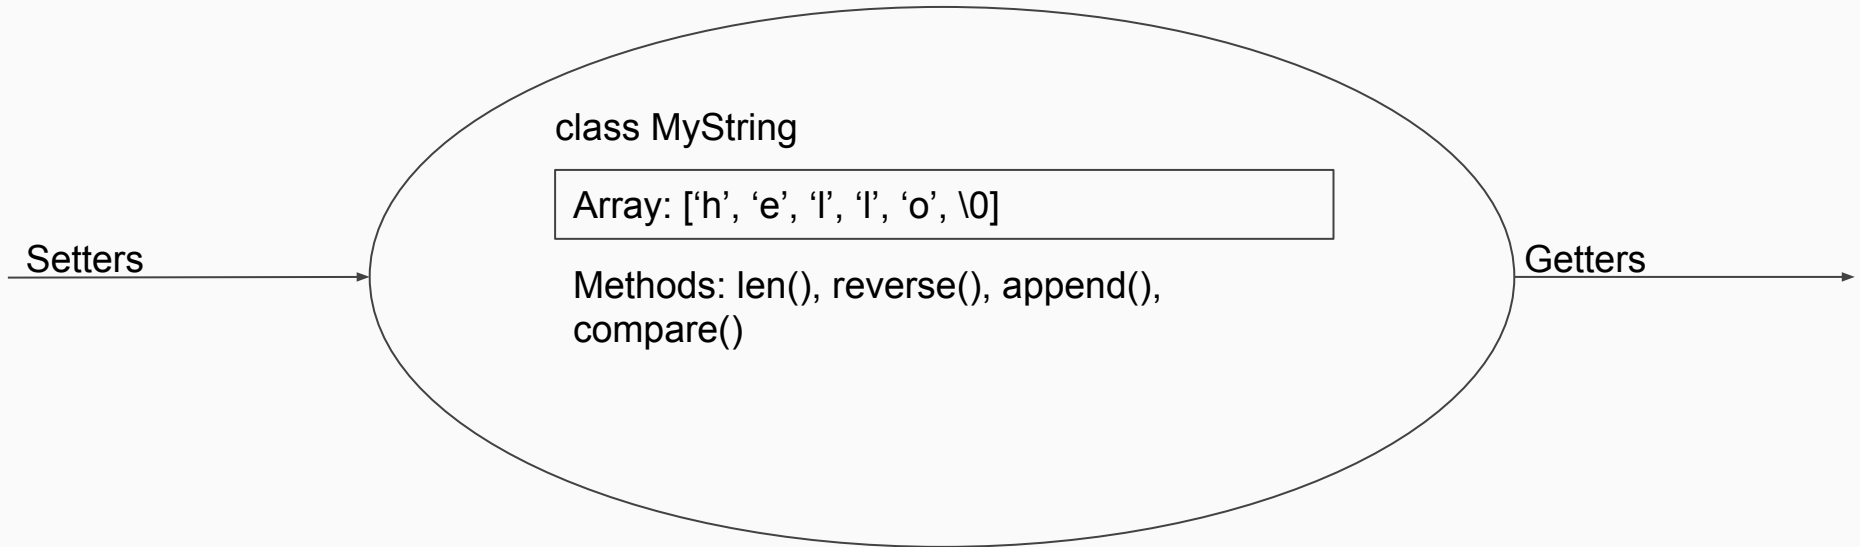 class MyString
Array: [‘h’, ‘e’, ‘l’, ‘l’, ‘o’, \0]
Setters
Getters
Methods: len(), reverse(), append(),
compare()